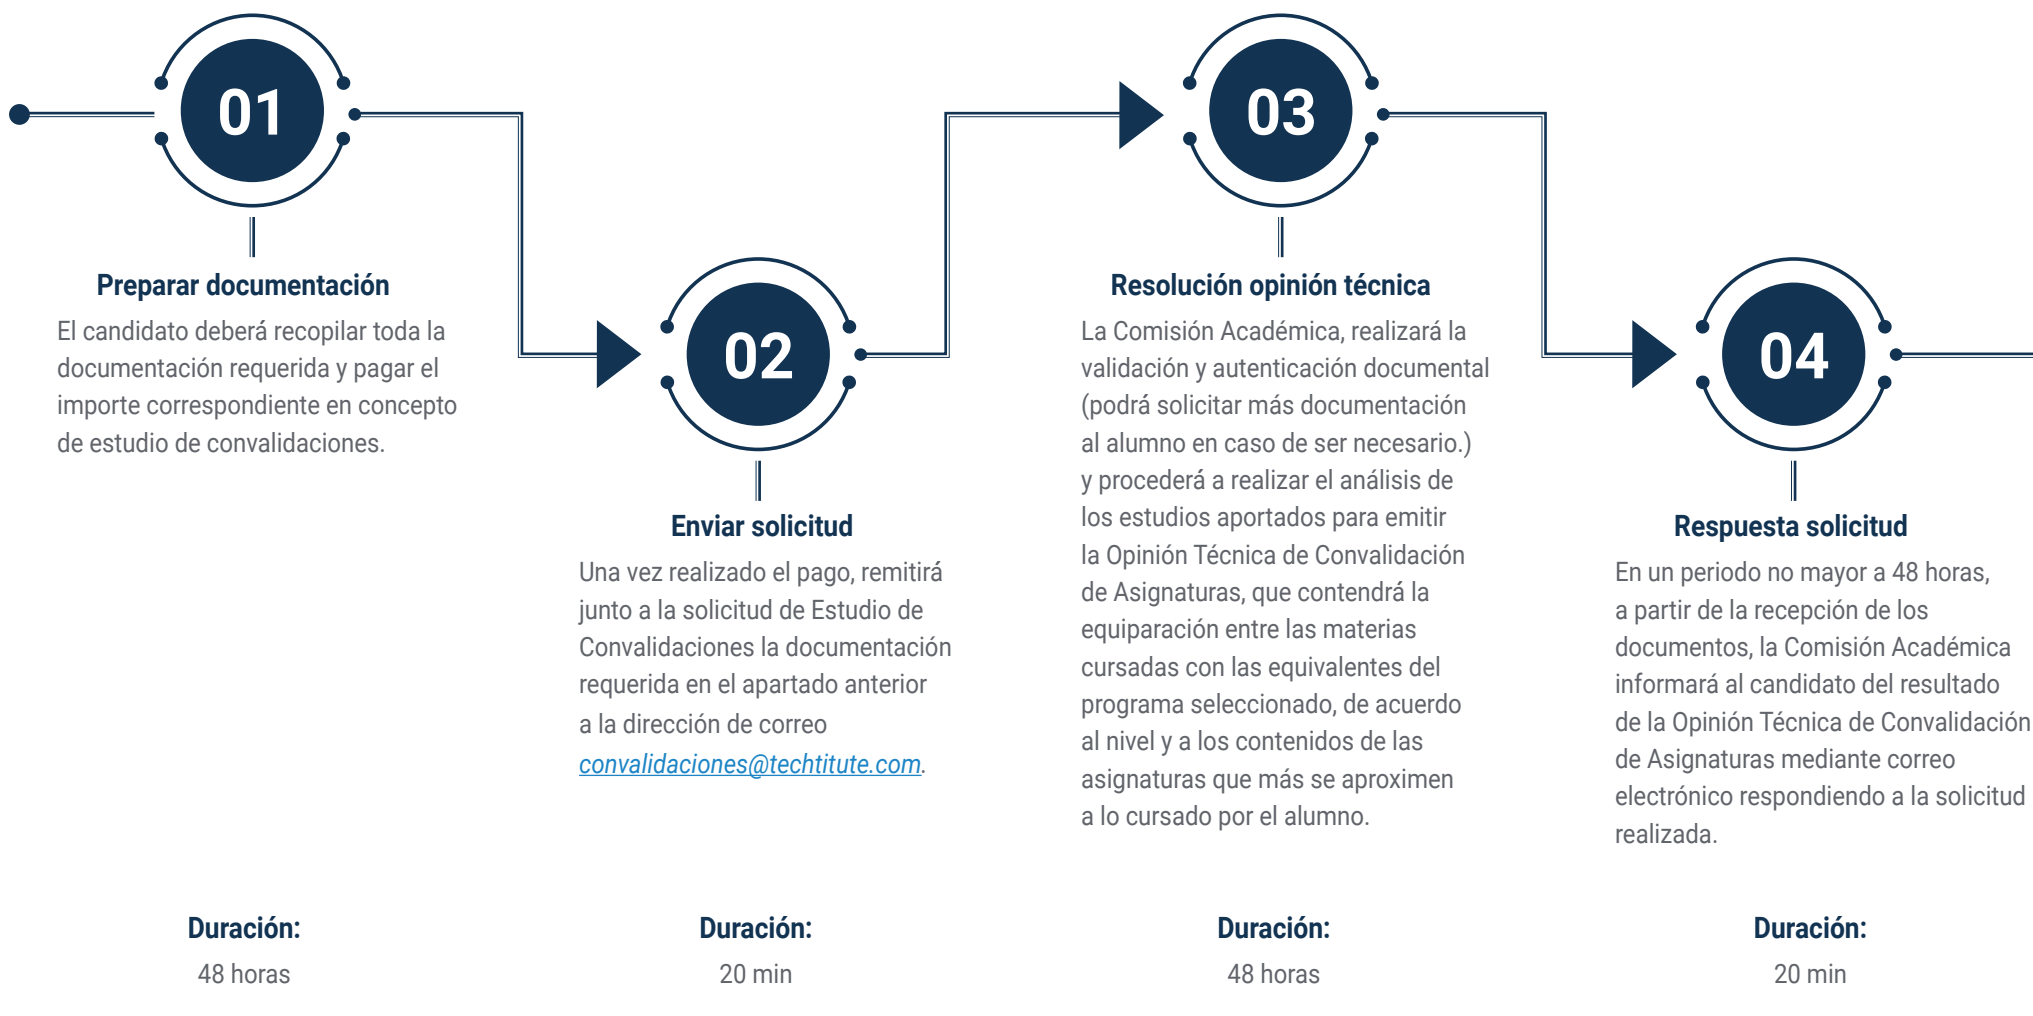 01
Preparar documentación
El candidato deberá recopilar toda la
documentación requerida y pagar el
importe correspondiente en concepto
de estudio de convalidaciones.
Duración:
48 horas
02
Enviar solicitud
Una vez realizado el pago, remitirá
junto a la solicitud de Estudio de
Convalidaciones la documentación
requerida en el apartado anterior
a la dirección de correo
convalidaciones@techtitute.com.
Duración:
20 min
03
Resolución opinión técnica
La Comisión Académica, realizará la
validación y autenticación documental
(podrá solicitar más documentación
al alumno en caso de ser necesario.)
y procederá a realizar el análisis de
los estudios aportados para emitir
la Opinión Técnica de Convalidación
de Asignaturas, que contendrá la
equiparación entre las materias
cursadas con las equivalentes del
programa seleccionado, de acuerdo
al nivel y a los contenidos de las
asignaturas que más se aproximen
a lo cursado por el alumno.
Duración:
48 horas
04
Respuesta solicitud
En un periodo no mayor a 48 horas,
a partir de la recepción de los
documentos, la Comisión Académica
informará al candidato del resultado
de la Opinión Técnica de Convalidación
de Asignaturas mediante correo
electrónico respondiendo a la solicitud
realizada.
Duración:
20 min